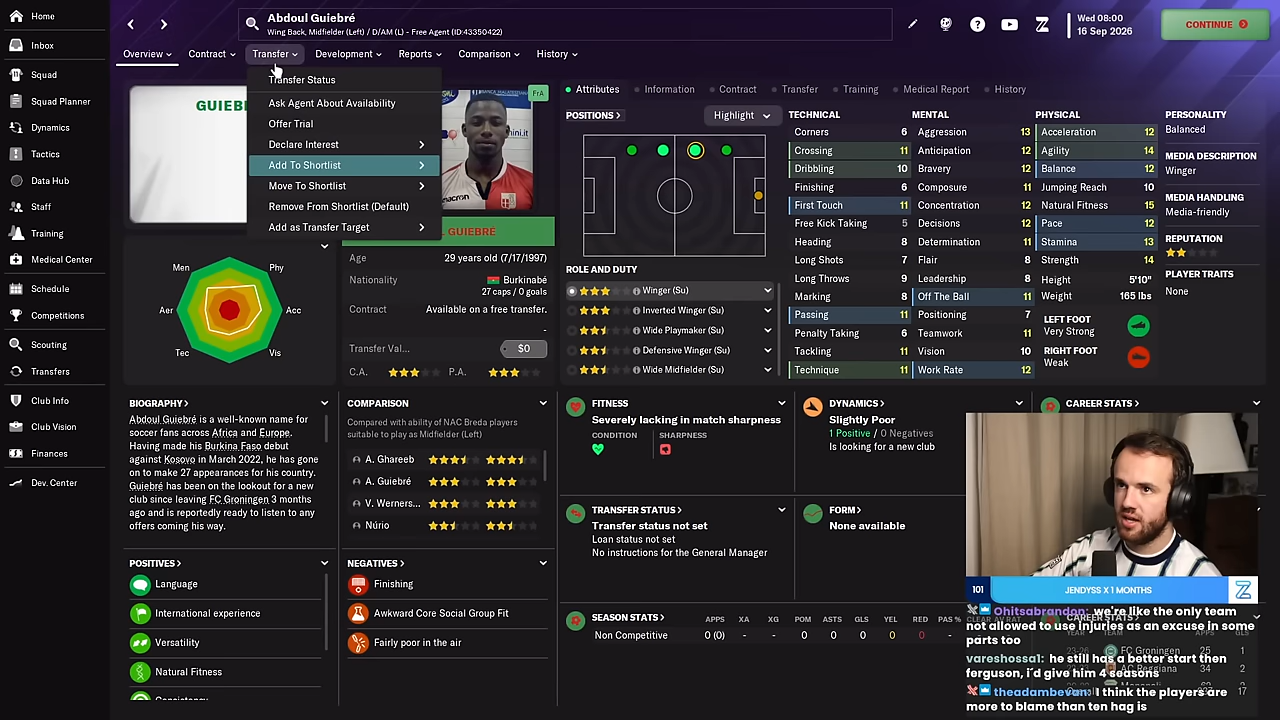 Home
Inbox
Squad
Squad Planner
Dynamics
Tactics
Data Hub
Staff
Training
Medical Center
Schedule
Competitions
Scouting
Transfers
Club Info
Club Vision
Finances
Dev. Center
Abdoul Guiebré
Wing Back, Midfielder (Left) / D/AM (L) - Free Agent (ID:43350422)
Wed 08:00
16 Sep 2026
CONTINUE
Overview
Contract
Transfer
Development
Reports
Comparison
History
Transfer Status
Ask Agent About Availability
Offer Trial
Declare Interest
Add To Shortlist
Move To Shortlist
Remove From Shortlist (Default)
Add as Transfer Target
FrA
GUIEBRÉ
Age 29 years old (7/17/1997)
Nationality Burkinabé
27 caps / 0 goals
Contract Available on a free transfer.
-
Transfer Val... $0
C.A. P.A.
Men Phy
Aer Acc
Tec Vis
Attributes
Information
Contract
Transfer
Training
Medical Report
History
POSITIONS
Highlight
ROLE AND DUTY
Winger (Su)
Inverted Winger (Su)
Wide Playmaker (Su)
Defensive Winger (Su)
Wide Midfielder (Su)
TECHNICAL
Corners 6
Crossing 11
Dribbling 10
Finishing 6
First Touch 11
Free Kick Taking 5
Heading 8
Long Shots 7
Long Throws 9
Marking 8
Passing 11
Penalty Taking 6
Tackling 11
Technique 11
MENTAL
Aggression 13
Anticipation 12
Bravery 12
Composure 11
Concentration 12
Decisions 12
Determination 11
Flair 8
Leadership 8
Off The Ball 11
Positioning 7
Teamwork 11
Vision 10
Work Rate 12
PHYSICAL
Acceleration 12
Agility 14
Balance 12
Jumping Reach 10
Natural Fitness 15
Pace 12
Stamina 13
Strength 14
Height 5'10"
Weight 165 lbs
LEFT FOOT
Very Strong
RIGHT FOOT
Weak
PERSONALITY
Balanced
MEDIA DESCRIPTION
Winger
MEDIA HANDLING
Media-friendly
REPUTATION
PLAYER TRAITS
None
BIOGRAPHY
Abdoul Guiebré is a well-known name for
soccer fans across Africa and Europe.
Having made his Burkina Faso debut
against Kosovo in March 2022, he has gone
on to make 27 appearances for his country.
Guiebré has been on the lookout for a
new club since leaving FC Groningen 3 months
ago and is reportedly ready to listen to any
offers coming his way.
COMPARISON
Compared with ability of NAC Breda players
suitable to play as Midfielder (Left)
A. Ghareeb
A. Guiebré
V. Werners...
Núrio
FITNESS
Severely lacking in match sharpness
CONDITION SHARPNESS
DYNAMICS
Slightly Poor
1 Positive / 0 Negatives
Is looking for a new club
CAREER STATS
TRANSFER STATUS
Transfer status not set
Loan status not set
No instructions for the General Manager
FORM
None available
POSITIVES
Language
International experience
Versatility
Natural Fitness
Consistency
NEGATIVES
Finishing
Awkward Core Social Group Fit
Fairly poor in the air
SEASON STATS
APPS XA XG POM ASTS GLS YEL RED PAS %
Non Competitive 0 (0) - - 0 0 0 0 0 -
101 JENDYSS X 1 MONTHS
Ohitsabrandon: we're like the only team
not allowed to use injuries as an excuse in some
parts too
vareshossa1: he still has a better start then
ferguson, i'd give him 4 seasons
theadambevan: I think the players are
more to blame than ten hag is
CAREER STATS
YEAR TEAM APPS GLS
FC Groningen 25 1
AC Reggiana 34 2